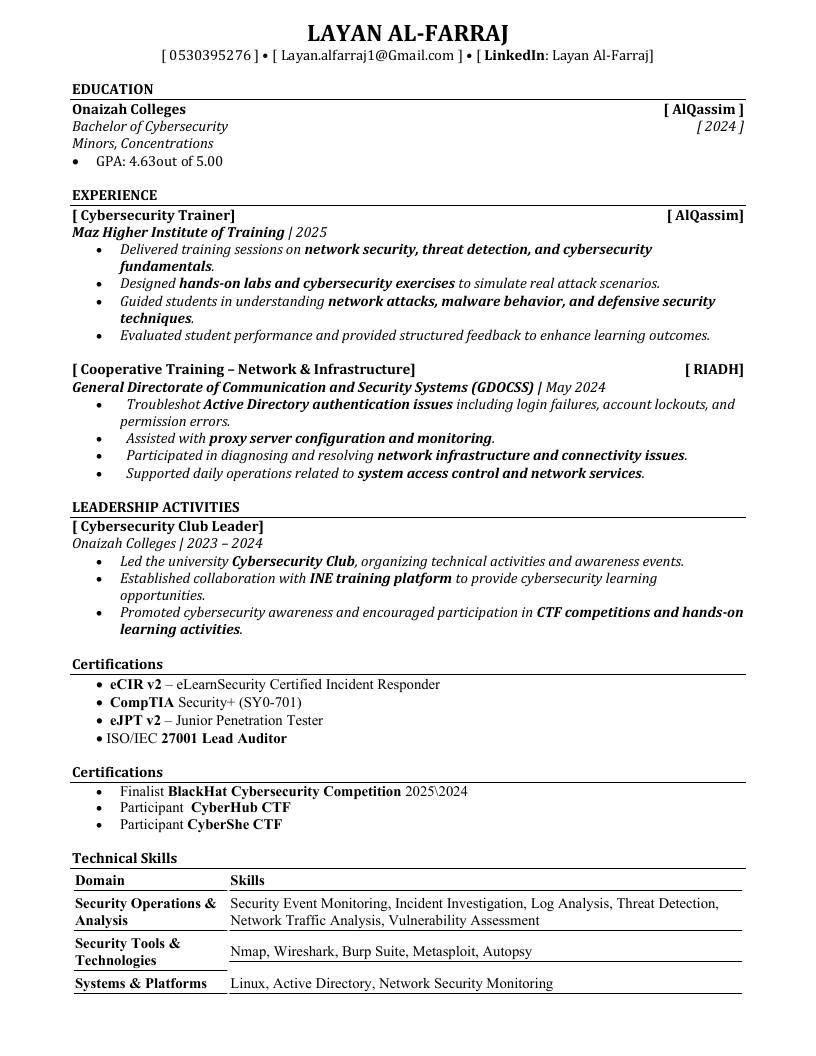 LAYAN AL-FARRAJ
[ 0530395276 ] • [ Layan.alfarraj1@Gmail.com ] • [ LinkedIn: Layan Al-Farraj]
EDUCATION
Onaizah Colleges [ AlQassim ]
Bachelor of Cybersecurity [ 2024 ]
Minors, Concentrations
• GPA: 4.63out of 5.00
EXPERIENCE
[ Cybersecurity Trainer] [ AlQassim]
Maz Higher Institute of Training | 2025
• Delivered training sessions on network security, threat detection, and cybersecurity
fundamentals.
• Designed hands-on labs and cybersecurity exercises to simulate real attack scenarios.
• Guided students in understanding network attacks, malware behavior, and defensive security
techniques.
• Evaluated student performance and provided structured feedback to enhance learning outcomes.
[ Cooperative Training – Network & Infrastructure] [ RIADH]
General Directorate of Communication and Security Systems (GDOCSS) | May 2024
• Troubleshot Active Directory authentication issues including login failures, account lockouts, and
permission errors.
• Assisted with proxy server configuration and monitoring.
• Participated in diagnosing and resolving network infrastructure and connectivity issues.
• Supported daily operations related to system access control and network services.
LEADERSHIP ACTIVITIES
[ Cybersecurity Club Leader]
Onaizah Colleges | 2023 – 2024
• Led the university Cybersecurity Club, organizing technical activities and awareness events.
• Established collaboration with INE training platform to provide cybersecurity learning
opportunities.
• Promoted cybersecurity awareness and encouraged participation in CTF competitions and hands-on
learning activities.
Certifications
• eCIR v2 – eLearnSecurity Certified Incident Responder
• CompTIA Security+ (SY0-701)
• eJPT v2 – Junior Penetration Tester
• ISO/IEC 27001 Lead Auditor
Certifications
• Finalist BlackHat Cybersecurity Competition 2025\2024
• Participant CyberHub CTF
• Participant CyberShe CTF
Technical Skills
Domain Skills
Security Operations & Security Event Monitoring, Incident Investigation, Log Analysis, Threat Detection,
Analysis Network Traffic Analysis, Vulnerability Assessment
Security Tools &
Technologies Nmap, Wireshark, Burp Suite, Metasploit, Autopsy
Systems & Platforms Linux, Active Directory, Network Security Monitoring